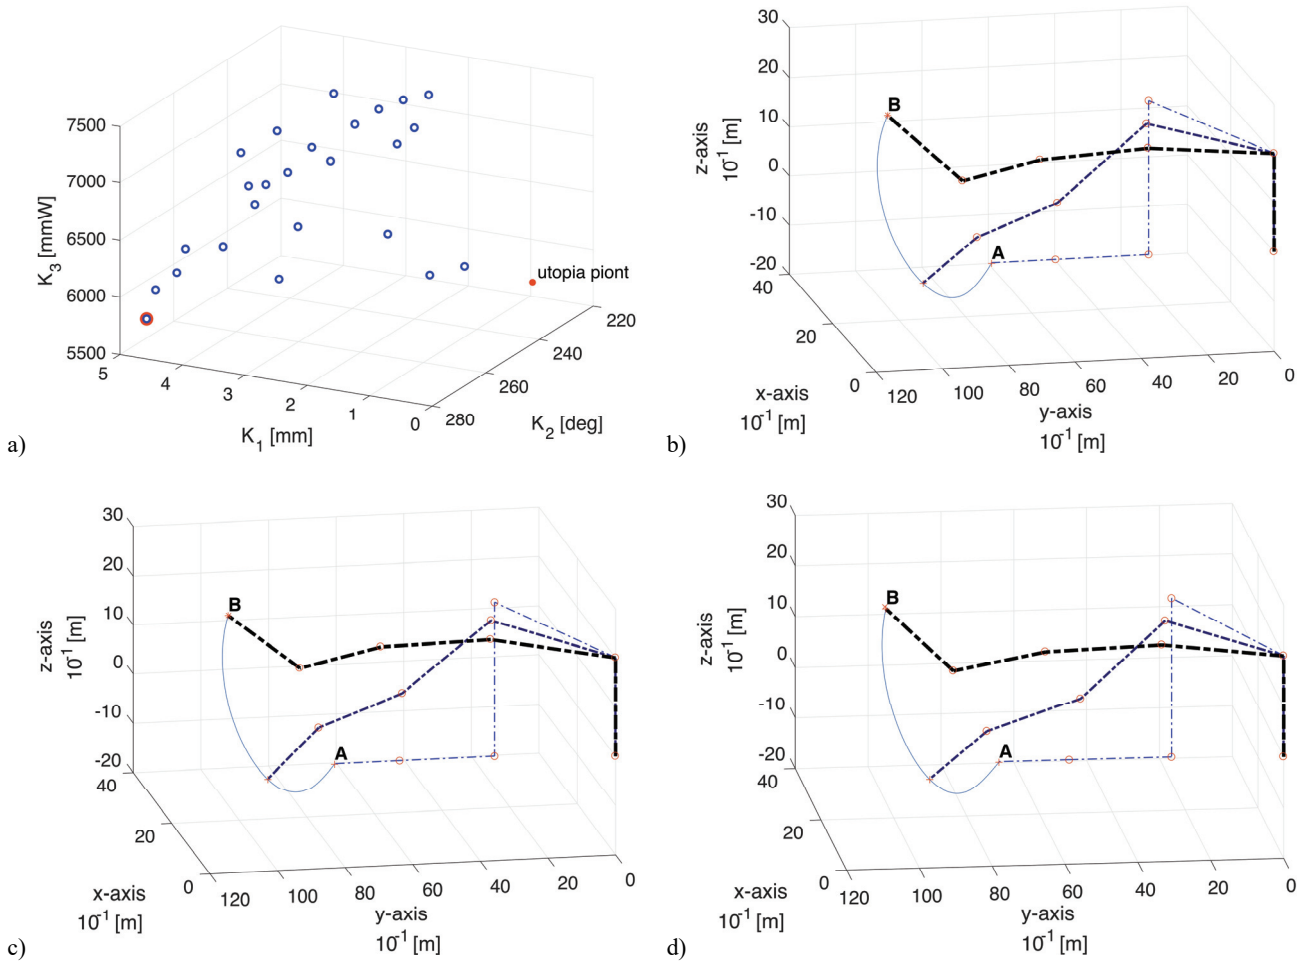 7500
7000
6500
6000
5500
K3 [mmW]
5
4
3
2
1
0
K1 [mm]
280
260
240
220
K2 [deg]
utopia piont
a)
30
20
10
0
-10
-20
z-axis
10-1 [m]
40
20
0
x-axis
10-1 [m]
120
100
80
60
40
20
0
y-axis
10-1 [m]
B
A
b)
30
20
10
0
-10
-20
z-axis
10-1 [m]
40
20
0
x-axis
10-1 [m]
120
100
80
60
40
20
0
y-axis
10-1 [m]
B
A
c)
30
20
10
0
-10
-20
z-axis
10-1 [m]
40
20
0
x-axis
10-1 [m]
120
100
80
60
40
20
0
y-axis
10-1 [m]
B
A
d)